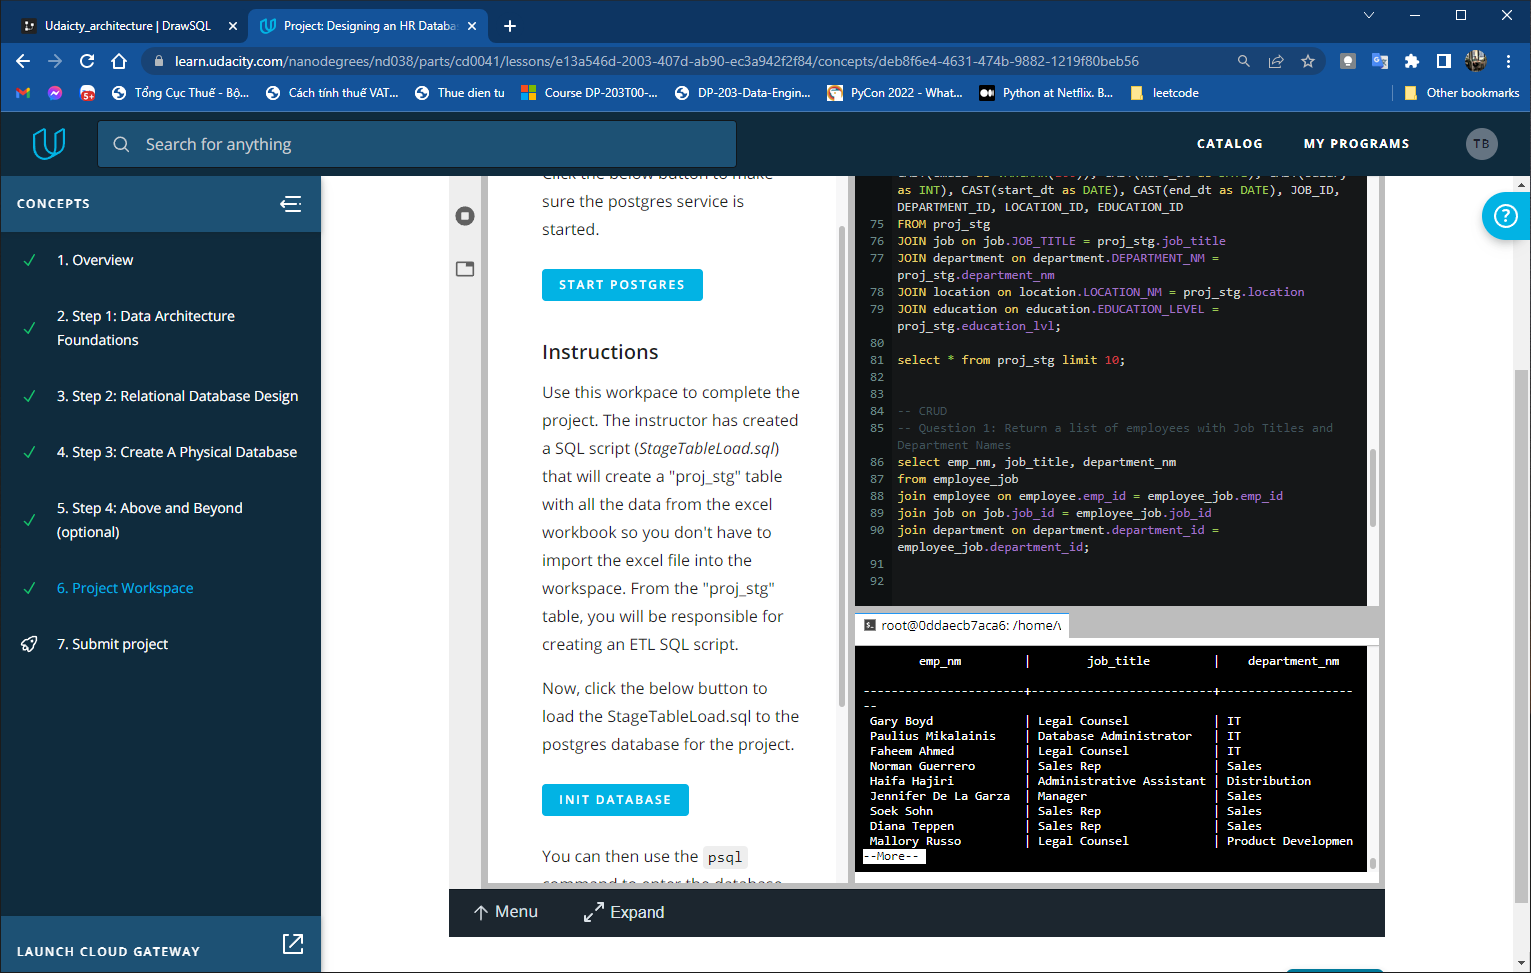 Udaicty_architecture | DrawSQL
Project: Designing an HR Databa
learn.udacity.com/nanodegrees/nd038/parts/cd0041/lessons/e13a546d-2003-407d-ab90-ec3a942f2f84/concepts/deb8f6e4-4631-474b-9882-1219f80beb56
Tổng Cục Thuế - Bộ...
Cách tính thuế VAT...
Thue dien tu
Course DP-203T00-...
DP-203-Data-Engin...
PyCon 2022 - What...
Python at Netflix. B...
leetcode
Other bookmarks
Search for anything
CATALOG
MY PROGRAMS
TB
CONCEPTS
1. Overview
2. Step 1: Data Architecture
Foundations
3. Step 2: Relational Database Design
4. Step 3: Create A Physical Database
5. Step 4: Above and Beyond
(optional)
6. Project Workspace
7. Submit project
LAUNCH CLOUD GATEWAY
Click the below button to make
sure the postgres service is
started.
START POSTGRES
Instructions
Use this workpace to complete the
project. The instructor has created
a SQL script (StageTableLoad.sql)
that will create a "proj_stg" table
with all the data from the excel
workbook so you don't have to
import the excel file into the
workspace. From the "proj_stg"
table, you will be responsible for
creating an ETL SQL script.
Now, click the below button to
load the StageTableLoad.sql to the
postgres database for the project.
INIT DATABASE
You can then use the psql
command to enter the database
as INT), CAST(start_dt as DATE), CAST(end_dt as DATE), JOB_ID,
DEPARTMENT_ID, LOCATION_ID, EDUCATION_ID
75 FROM proj_stg
76 JOIN job on job.JOB_TITLE = proj_stg.job_title
77 JOIN department on department.DEPARTMENT_NM =
proj_stg.department_nm
78 JOIN location on location.LOCATION_NM = proj_stg.location
79 JOIN education on education.EDUCATION_LEVEL =
proj_stg.education_lvl;
80
81 select * from proj_stg limit 10;
82
83
84 -- CRUD
85 -- Question 1: Return a list of employees with Job Titles and
Department Names
86 select emp_nm, job_title, department_nm
87 from employee_job
88 join employee on employee.emp_id = employee_job.emp_id
89 join job on job.job_id = employee_job.job_id
90 join department on department.department_id =
employee_job.department_id;
91
92
root@0ddaecb7aca6: /home/
emp_nm | job_title | department_nm
-----------------------+--------------------------+-------------------
--
Gary Boyd | Legal Counsel | IT
Paulius Mikalainis | Database Administrator | IT
Faheem Ahmed | Legal Counsel | IT
Norman Guerrero | Sales Rep | Sales
Haifa Hajiri | Administrative Assistant | Distribution
Jennifer De La Garza | Manager | Sales
Soek Sohn | Sales Rep | Sales
Diana Teppen | Sales Rep | Sales
Mallory Russo | Legal Counsel | Product Developmen
--More--
Menu
Expand